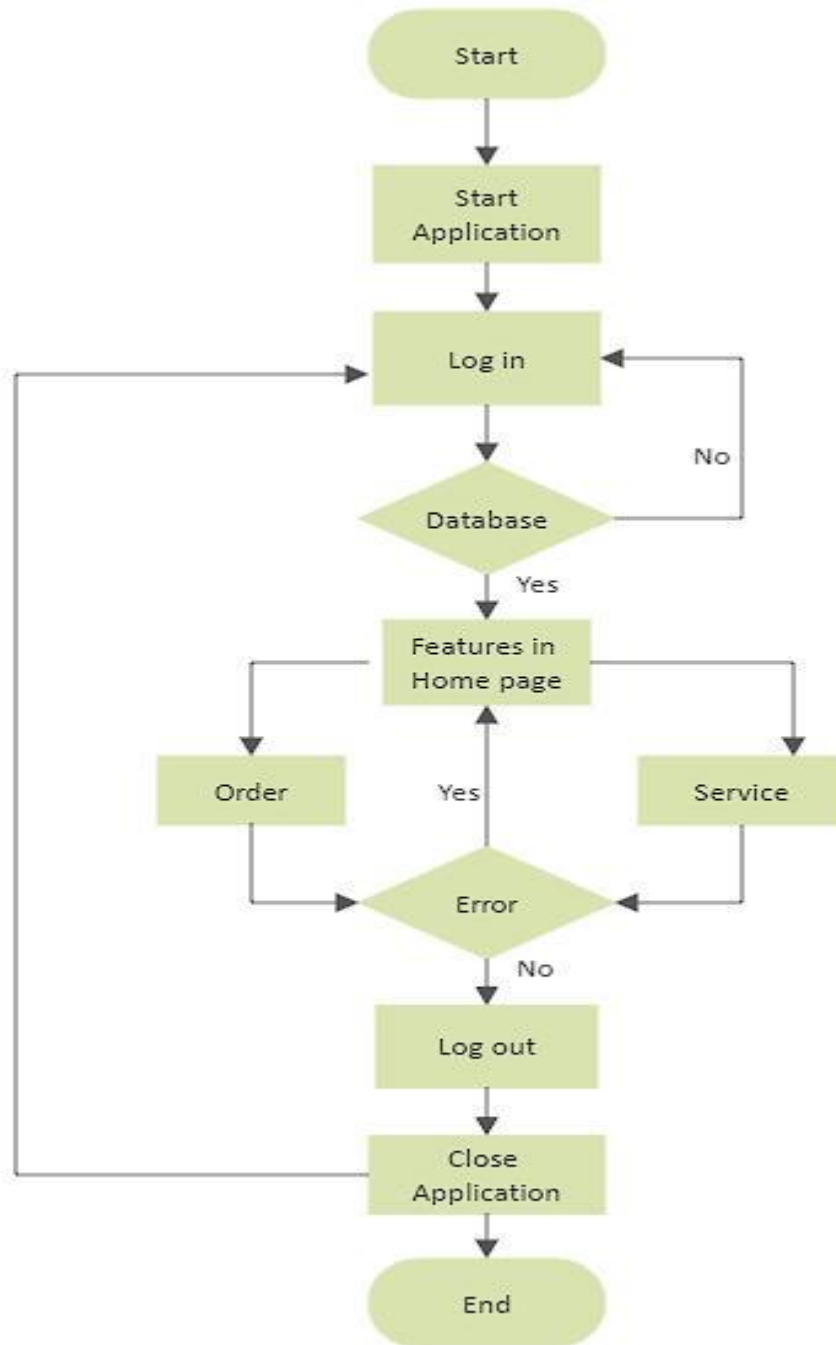 Start
Start
Application
Log in
No
Database
Yes
Features in
Home page
Order
Yes
Service
Error
No
Log out
Close
Application
End